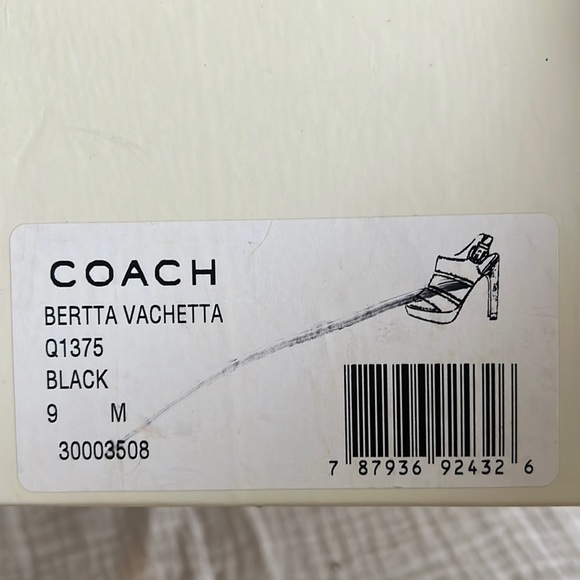 COACH
BERTTA VACHETTA
Q1375
BLACK
9 M
30003508
7 87936 92432 6